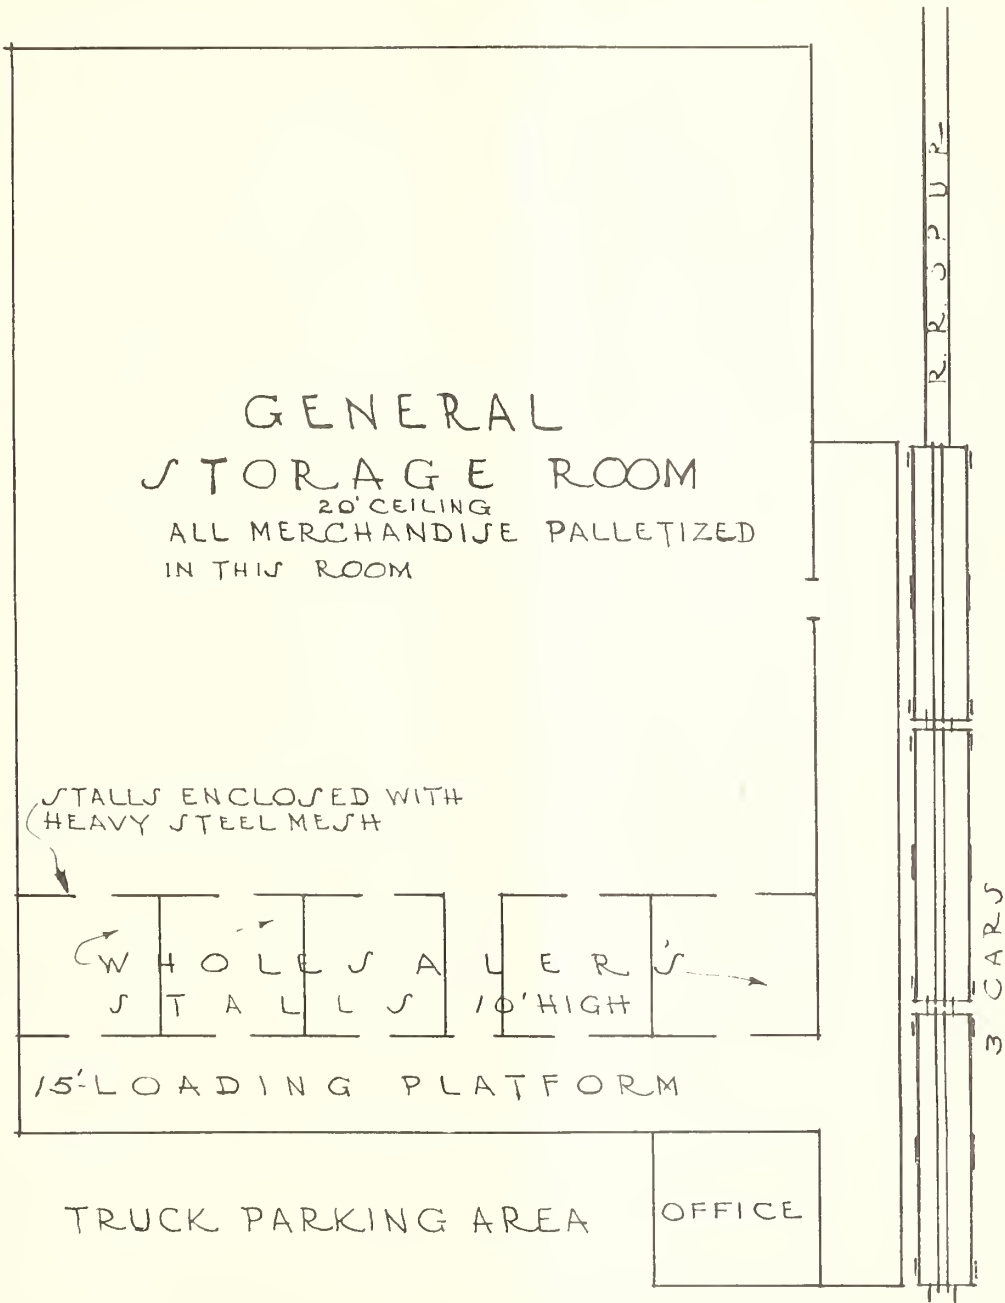 GENERAL
STORAGE ROOM
20' CEILING
ALL MERCHANDISE PALLETIZED
IN THIS ROOM
R. R. SPUR
STALLS ENCLOSED WITH
HEAVY STEEL MESH
WHOLESALER'S
STALLS 10' HIGH
3 CARS
15'-LOADING PLATFORM
TRUCK PARKING AREA
OFFICE